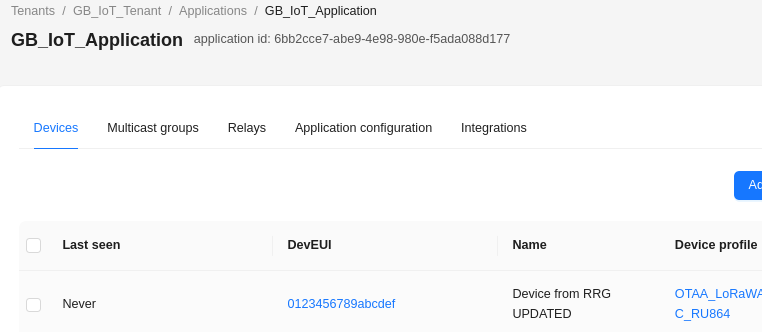 Tenants / GB_IoT_Tenant / Applications / GB_IoT_Application
GB_IoT_Application application id: 6bb2cce7-abe9-4e98-980e-f5ada088d177
Devices Multicast groups Relays Application configuration Integrations
Last seen DevEUI Name Device profile
Never 0123456789abcdef Device from RRG OTAA_LoRaWA
UPDATED C_RU864